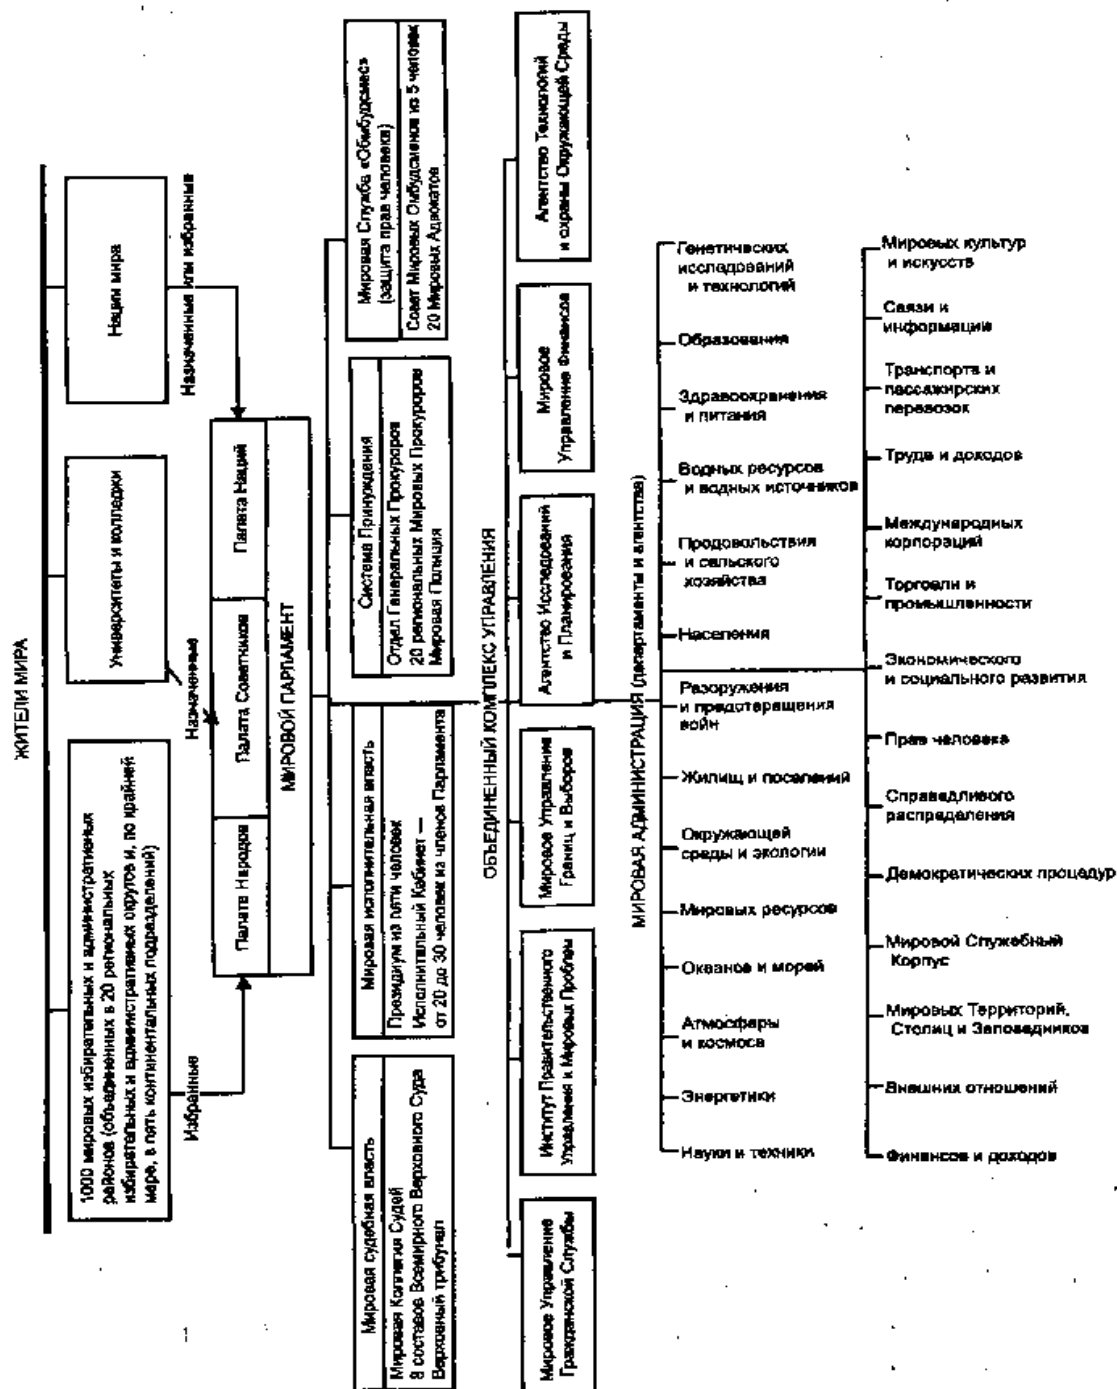 ЖИТЕЛИ МИРА
1000 мировых избирательных и административных
районов (объединенных в 20 региональных
избирательных и административных округов и, по крайней
мере, в пять континентальных подразделений)
Университеты и колледжи
Нации мира
Избранные
Назначенные
Назначенные или избранные
Палата Народов
Палата Советников
Палата Наций
МИРОВОЙ ПАРЛАМЕНТ
Мировая судебная власть
Мировая Коллегия Судей
8 составов Всемирного Верховного Суда
Верховный трибунал
Мировая исполнительная власть
Президиум из пяти человек
Исполнительный Кабинет —
от 20 до 30 человек из членов Парламента
Система Принуждения
Отдел Генеральных Прокуроров
20 региональных Мировых Прокуроров
Мировая Полиция
Мировая Служба «Обмбудсмес»
(защита прав человека)
Совет Мировых Омбудсменов из 5 человек
20 Мировых Адвокатов
ОБЪЕДИНЕННЫЙ КОМПЛЕКС УПРАВЛЕНИЯ
Мировое Управление
Гражданской Службы
Институт Правительственного
Управления и Мировых Проблем
Мировое Управление
Границ и Выборов
Агентство Исследований
и Планирования
Мировое
Управление Финансов
Агентство Технологий
и охраны Окружающей Среды
МИРОВАЯ АДМИНИСТРАЦИЯ (департаменты и агентства)
Генетических
исследований
и технологий
Образования
Здравоохранения
и питания
Водных ресурсов
и водных источников
Продовольствия
и сельского
хозяйства
Населения
Разоружения
и предотвращения
войн
Жилищ и поселений
Окружающей
среды и экологии
Мировых ресурсов
Океанов и морей
Атмосферы
и космоса
Энергетики
Науки и техники
Мировых культур
и искусств
Связи и
информации
Транспорта и
пассажирских
перевозок
Труда и доходов
Международных
корпораций
Торговли и
промышленности
Экономического
и социального развития
Прав человека
Справедливого
распределения
Демократических процедур
Мировой Служебный
Корпус
Мировых Территорий,
Столиц и Заповедников
Внешних отношений
Финансов и доходов